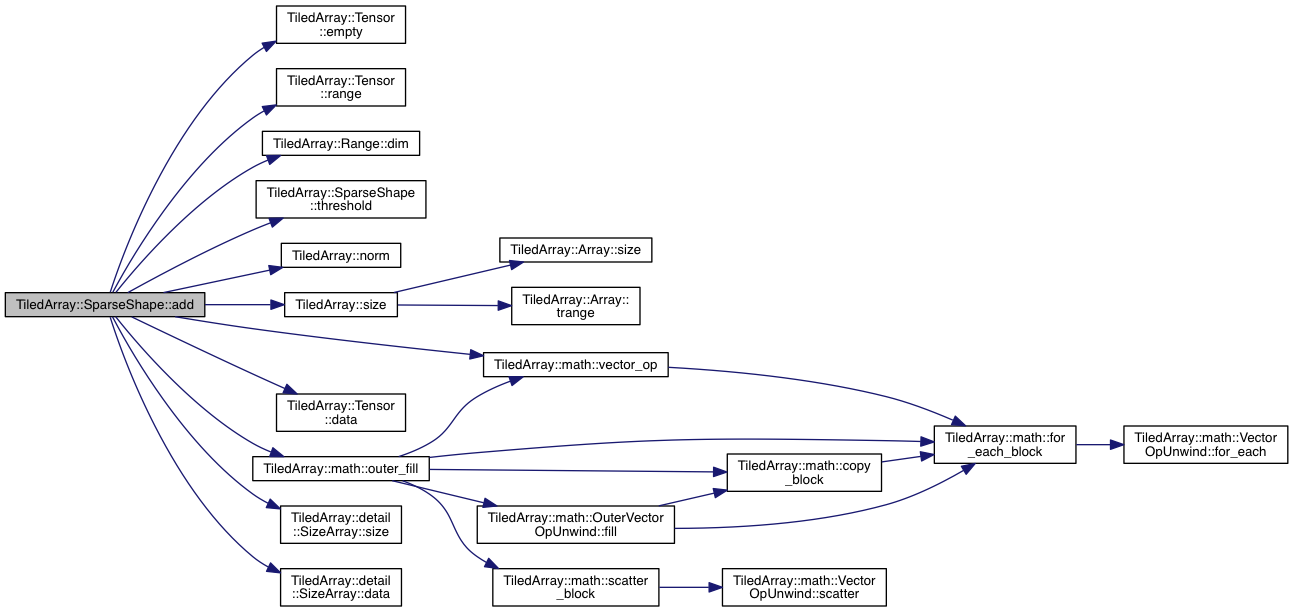 TiledArray::Tensor
::empty
TiledArray::Tensor
::range
TiledArray::Range::dim
TiledArray::SparseShape
::threshold
TiledArray::norm
TiledArray::SparseShape::add
TiledArray::size
TiledArray::Array::size
TiledArray::Array::
trange
TiledArray::math::vector_op
TiledArray::Tensor
::data
TiledArray::math::outer_fill
TiledArray::math::for
_each_block
TiledArray::math::Vector
OpUnwind::for_each
TiledArray::math::copy
_block
TiledArray::detail
::SizeArray::size
TiledArray::math::OuterVector
OpUnwind::fill
TiledArray::detail
::SizeArray::data
TiledArray::math::scatter
_block
TiledArray::math::Vector
OpUnwind::scatter